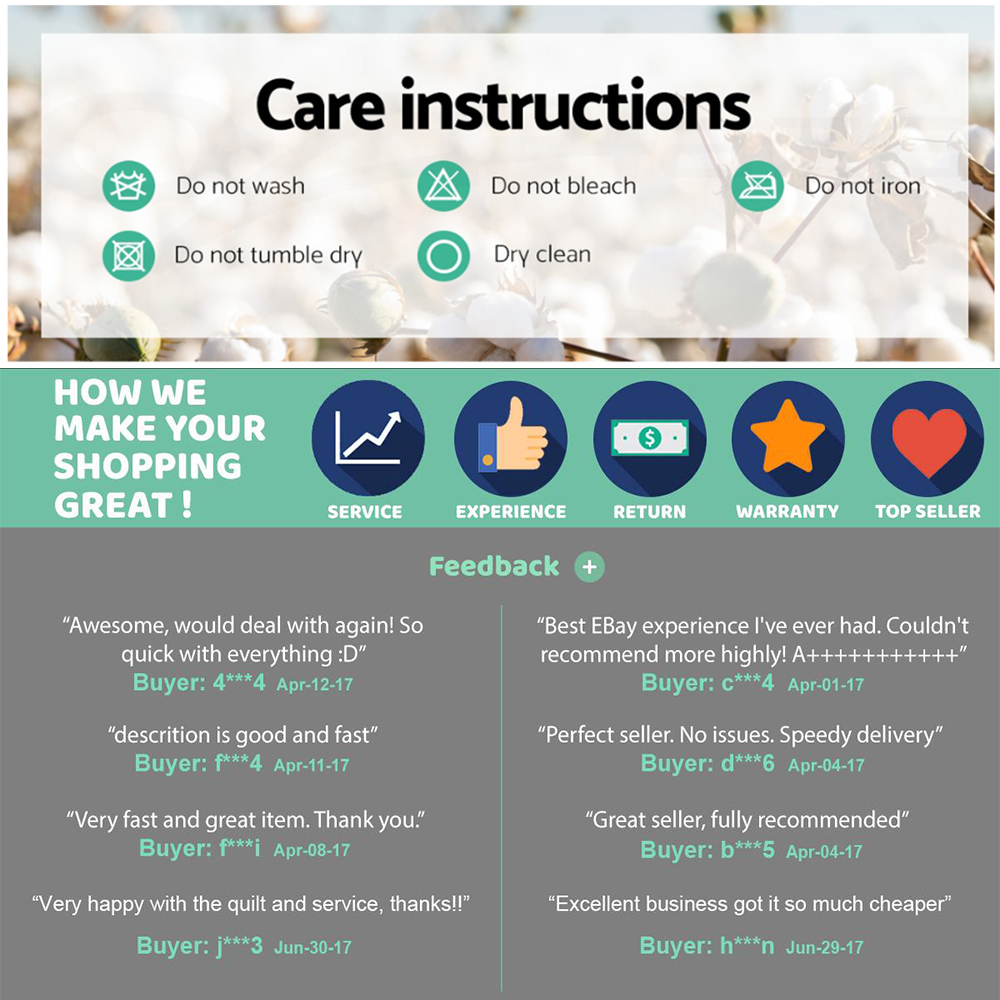 Care instructions
Do not wash
Do not bleach
Do not iron
Do not tumble dry
Dry clean
HOW WE
MAKE YOUR
SHOPPING
GREAT !
SERVICE
EXPERIENCE
RETURN
WARRANTY
TOP SELLER
Feedback +
“Awesome, would deal with again! So
quick with everything :D”
Buyer: 4***4 Apr-12-17
“descrition is good and fast”
Buyer: f***4 Apr-11-17
“Very fast and great item. Thank you.”
Buyer: f***i Apr-08-17
“Very happy with the quilt and service, thanks!!”
Buyer: j***3 Jun-30-17
“Best EBay experience I've ever had. Couldn't
recommend more highly! A+++++++++++”
Buyer: c***4 Apr-01-17
“Perfect seller. No issues. Speedy delivery”
Buyer: d***6 Apr-04-17
“Great seller, fully recommended”
Buyer: b***5 Apr-04-17
“Excellent business got it so much cheaper”
Buyer: h***n Jun-29-17